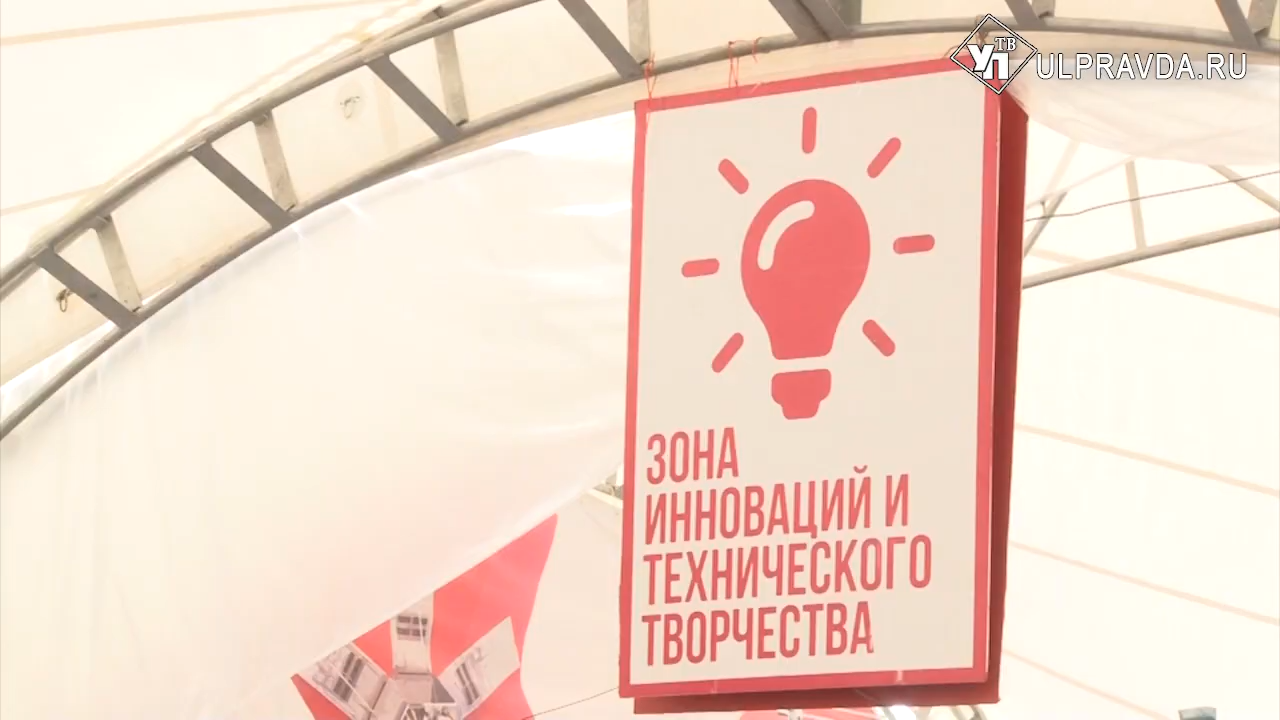 УП ТВ ULPRAVDA.RU
ЗОНА
ИННОВАЦИЙ И
ТЕХНИЧЕСКОГО
ТВОРЧЕСТВА